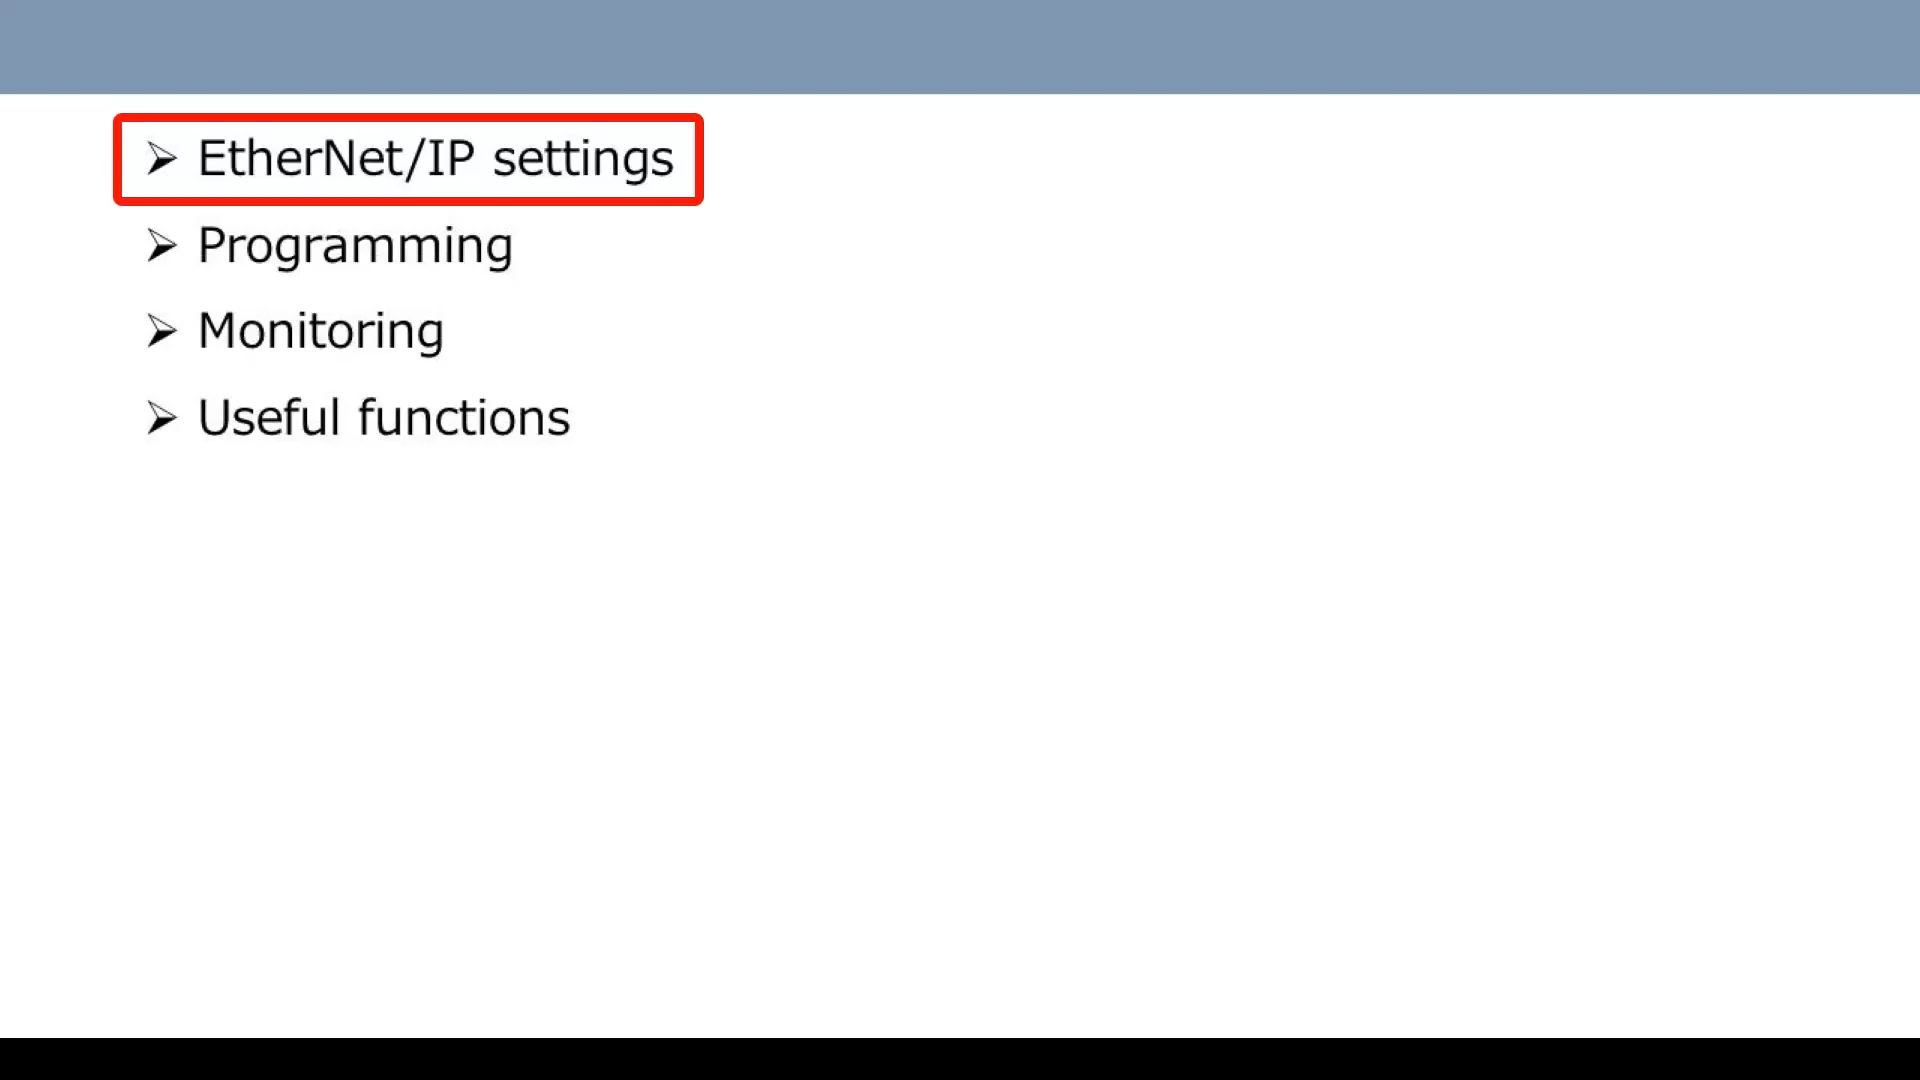 ➢ EtherNet/IP settings
➢ Programming
➢ Monitoring
➢ Useful functions